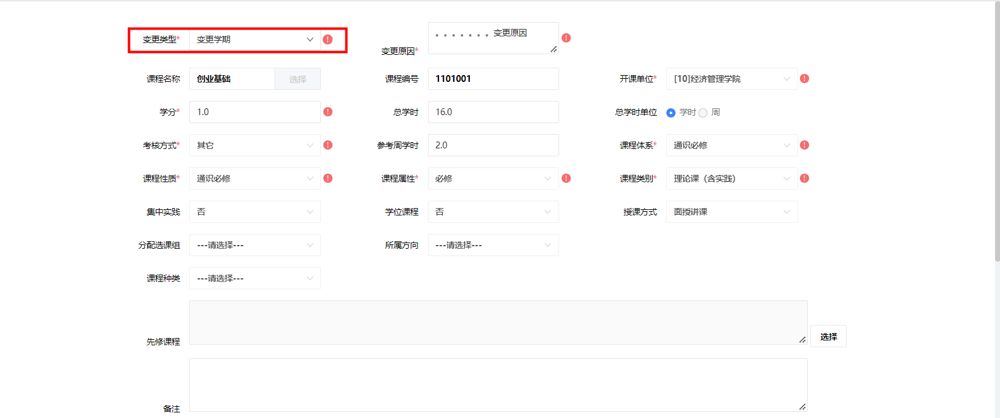 变更类型* 变更学期
变更原因* 。。。。。。。变更原因
课程名称 创业基础 选择 课程编号 1101001 开课单位* [10]经济管理学院
学分* 1.0 总学时 16.0 总学时单位 学时 周
考核方式* 其它 参考周学时 2.0 课程体系* 通识必修
课程性质* 通识必修 课程属性* 必修 课程类别* 理论课（含实践）
集中实践 否 学位课程 否 授课方式 面授讲课
分配选课组 ---请选择--- 所属方向 ---请选择---
课程种类 ---请选择---
先修课程 选择
备注